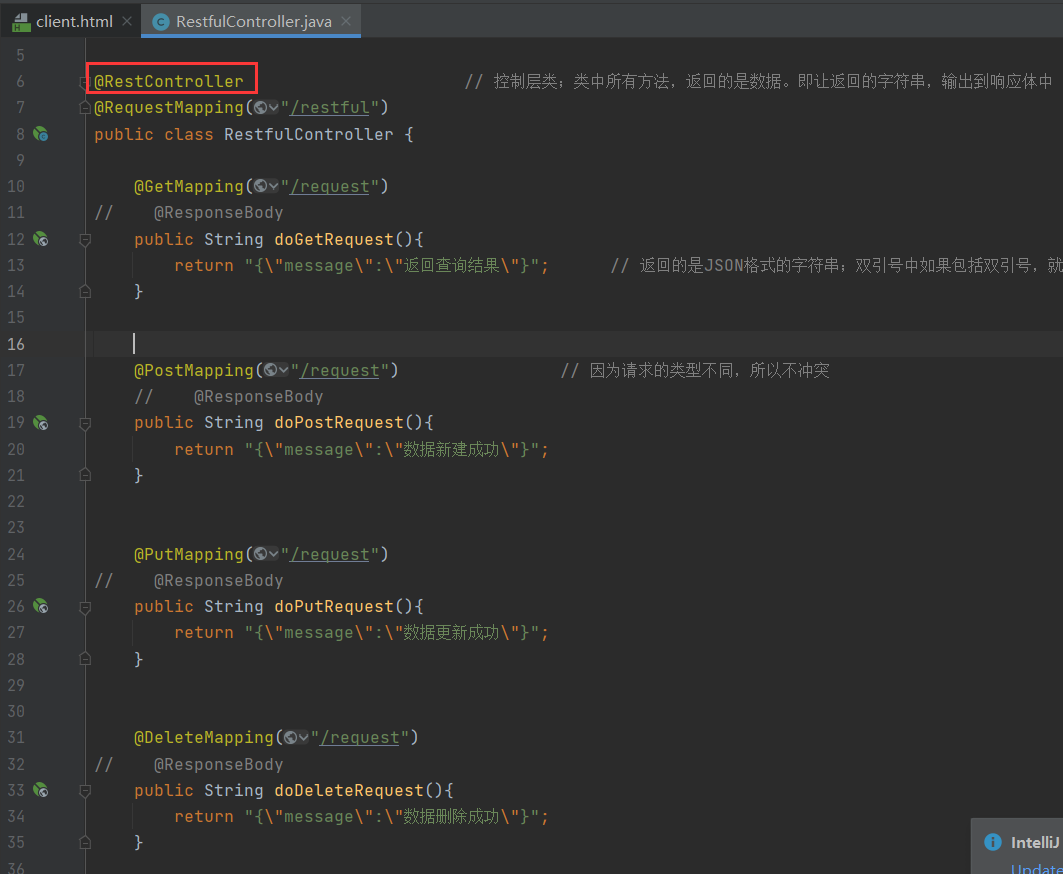 client.html
RestfulController.java
5
6 @RestController // 控制层类；类中所有方法，返回的是数据。即让返回的字符串，输出到响应体中
7 @RequestMapping("/restful")
8 public class RestfulController {
9
10 @GetMapping("/request")
11 // @ResponseBody
12 public String doGetRequest(){
13 return "{\"message\":\"返回查询结果\"}"; // 返回的是JSON格式的字符串；双引号中如果包括双引号，就
14 }
15
16
17 @PostMapping("/request") // 因为请求的类型不同，所以不冲突
18 // @ResponseBody
19 public String doPostRequest(){
20 return "{\"message\":\"数据新建成功\"}";
21 }
22
23
24 @PutMapping("/request")
25 // @ResponseBody
26 public String doPutRequest(){
27 return "{\"message\":\"数据更新成功\"}";
28 }
29
30
31 @DeleteMapping("/request")
32 // @ResponseBody
33 public String doDeleteRequest(){
34 return "{\"message\":\"数据删除成功\"}";
35 }
36
IntelliJ
Update